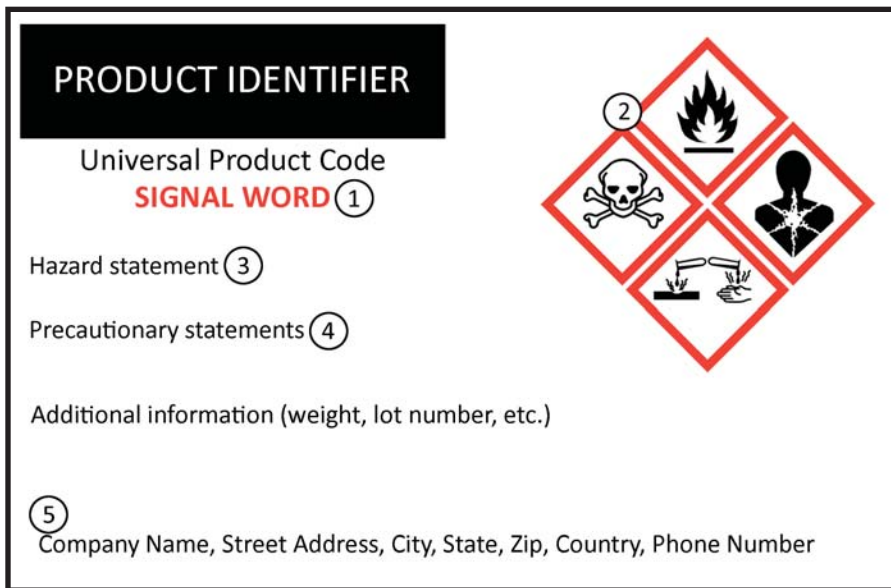 PRODUCT IDENTIFIER
Universal Product Code
SIGNAL WORD 1
2
Hazard statement 3
Precautionary statements 4
Additional information (weight, lot number, etc.)
5
Company Name, Street Address, City, State, Zip, Country, Phone Number